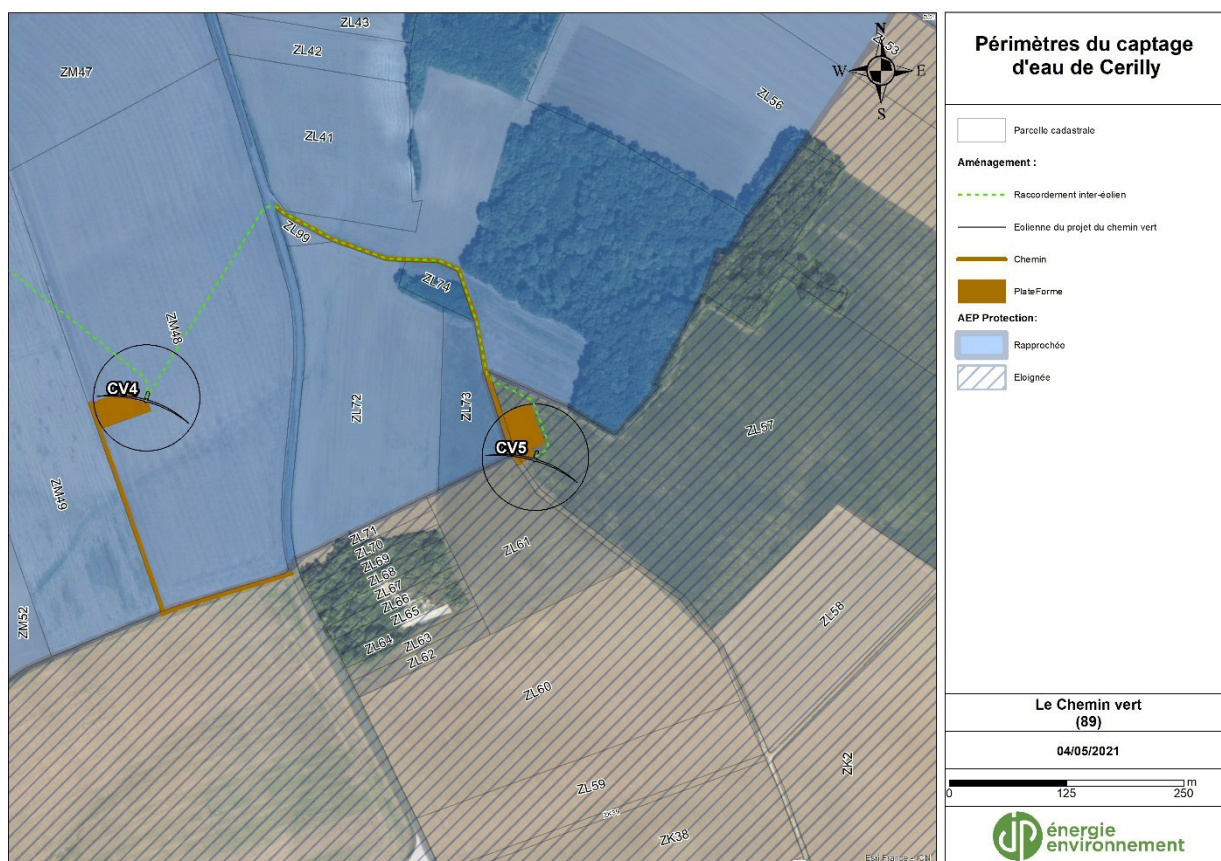 ZL43
ZL42
ZM47
ZL41
ZL56
ZL53
N
W
E
S
ZL99
ZL74
ZM48
CV4
ZL72
ZL73
CV5
ZL57
ZM49
ZL71
ZL70
ZL69
ZL68
ZL67
ZL66
ZL65
ZL64
ZL63
ZL62
ZL61
ZL58
ZM52
ZL60
ZL59
ZK38
ZK2
Périmètres du captage
d'eau de Cerilly
Parcelle cadastrale
Aménagement :
Raccordement inter-éolien
Eolienne du projet du chemin vert
Chemin
PlateForme
AEP Protection:
Rapprochée
Eloignée
Le Chemin vert
(89)
04/05/2021
0 125 250 m
JP énergie
environnement